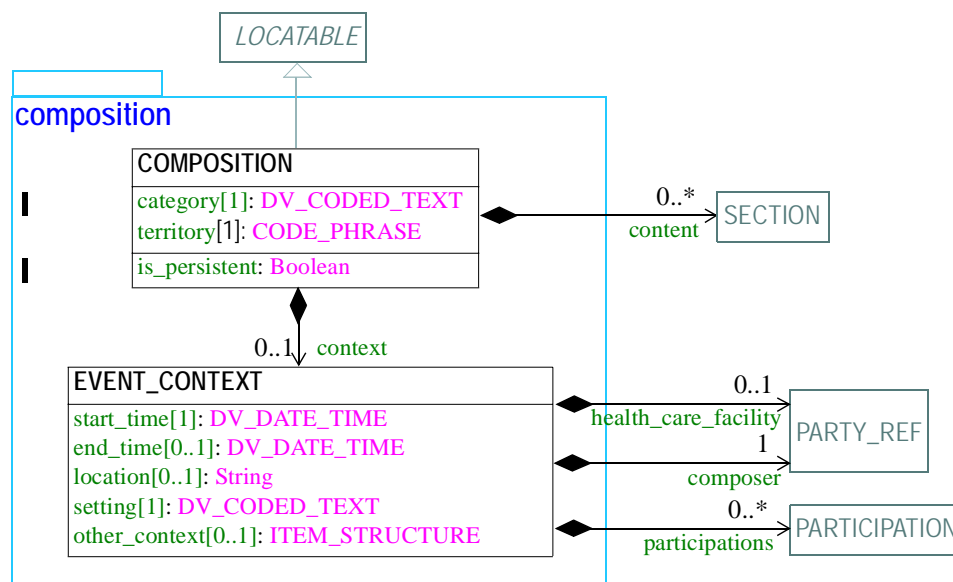 LOCATABLE
composition
COMPOSITION
category[1]: DV_CODED_TEXT
territory[1]: CODE_PHRASE
is_persistent: Boolean
0..*
content
SECTION
0..1
context
EVENT_CONTEXT
start_time[1]: DV_DATE_TIME
end_time[0..1]: DV_DATE_TIME
location[0..1]: String
setting[1]: DV_CODED_TEXT
other_context[0..1]: ITEM_STRUCTURE
0..1
health_care_facility
1
composer
PARTY_REF
0..*
participations
PARTICIPATION